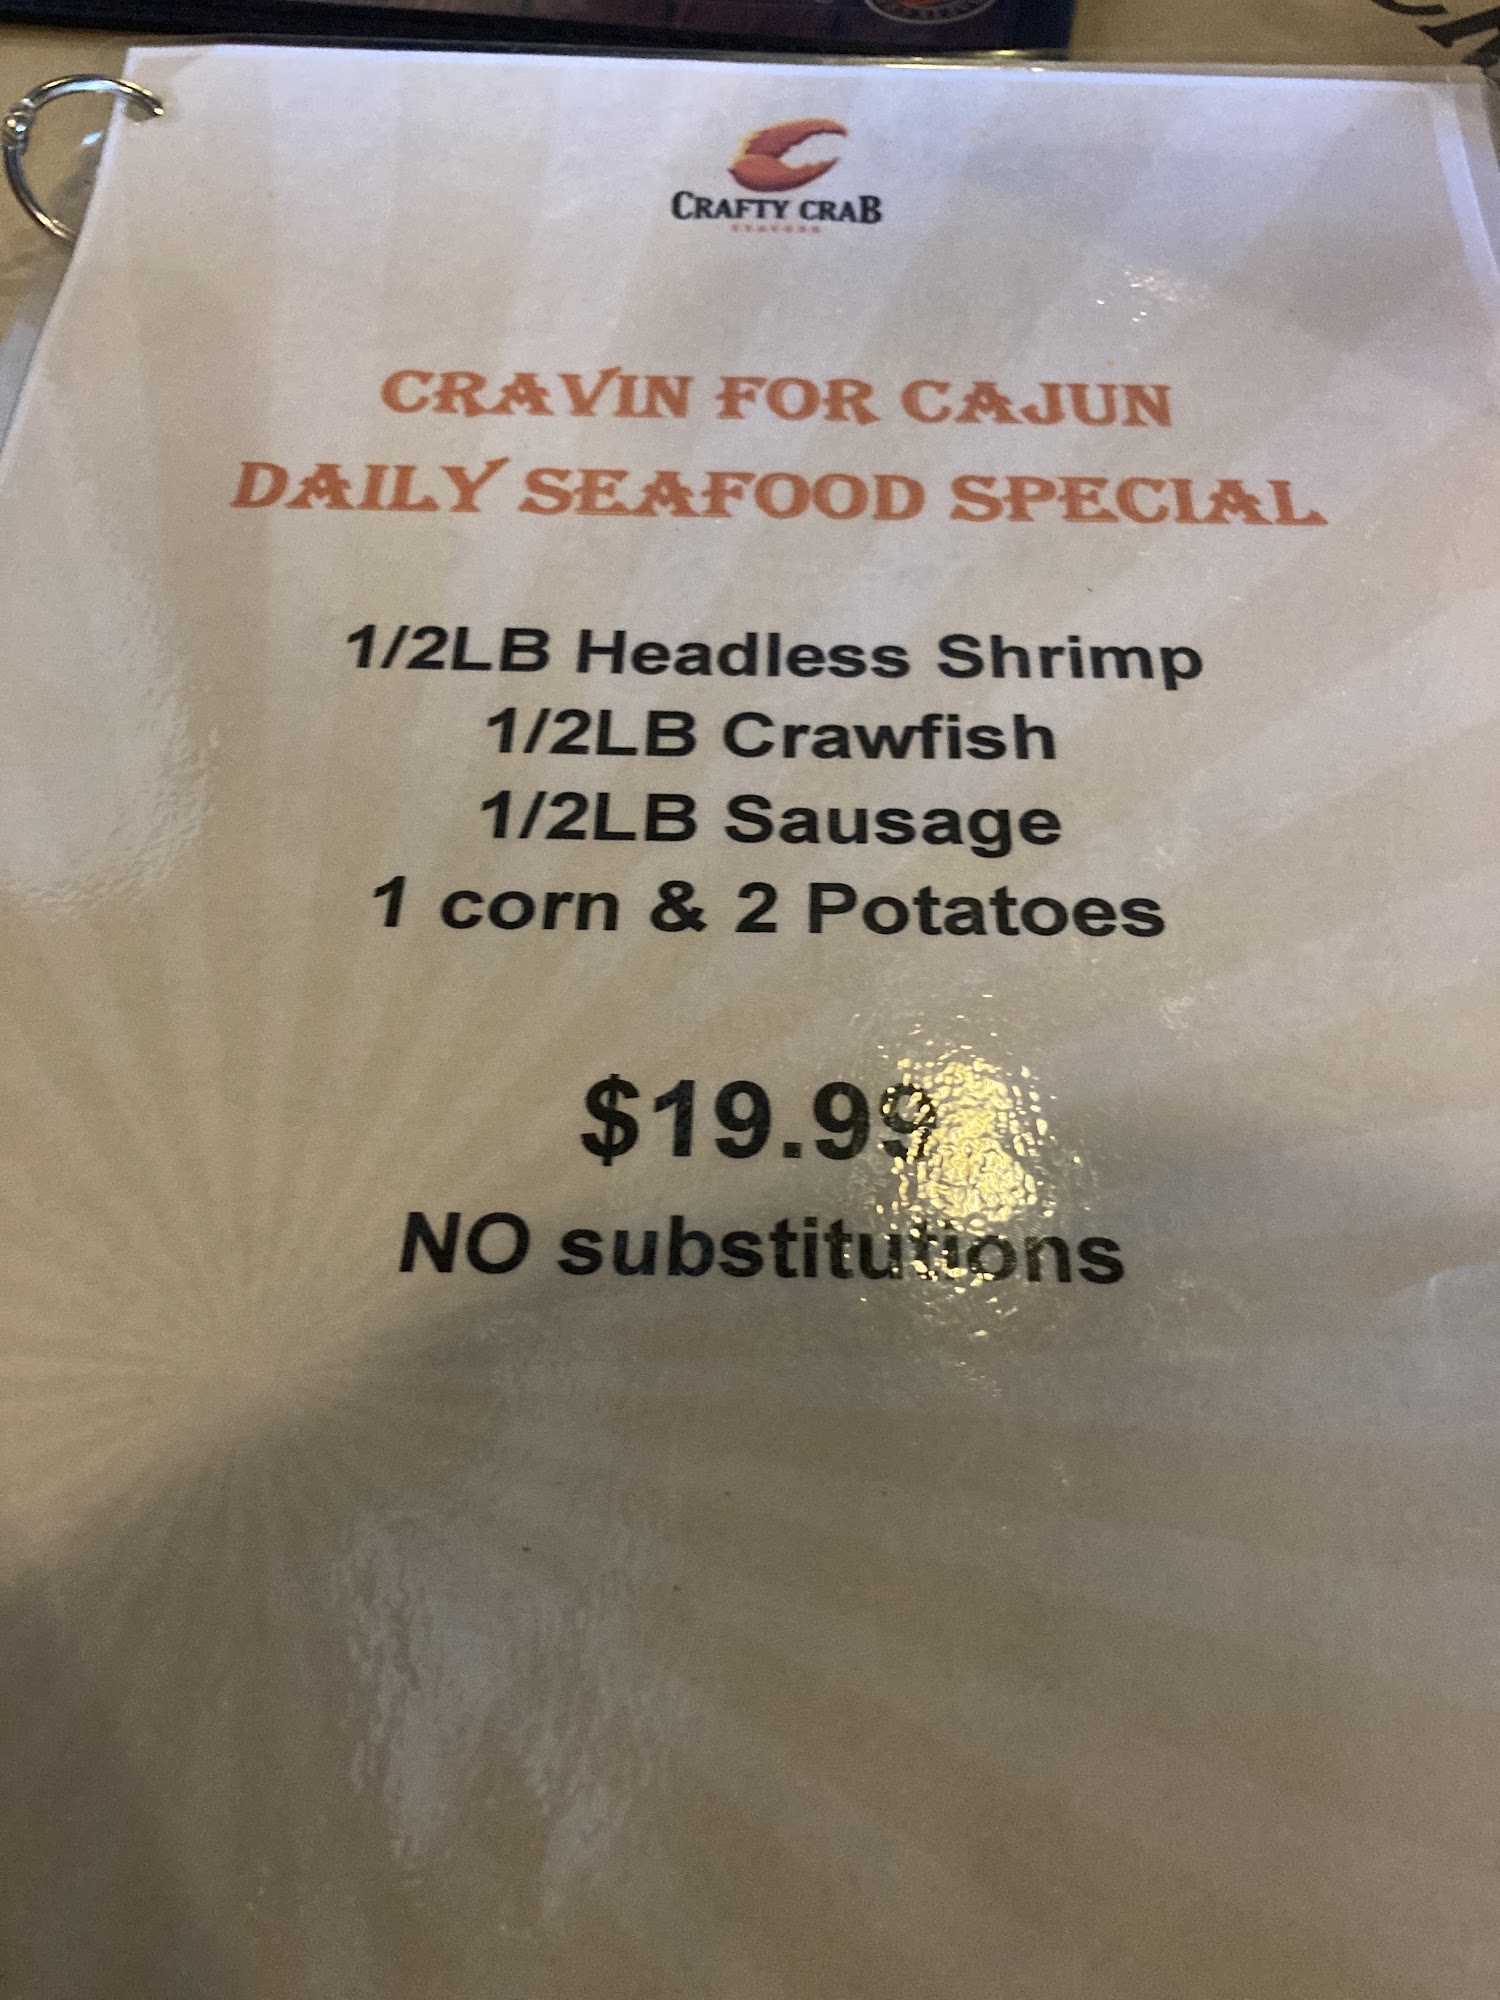 CRAFTY CRAB
CRAVIN FOR CAJUN
DAILY SEAFOOD SPECIAL
1/2LB Headless Shrimp
1/2LB Crawfish
1/2LB Sausage
1 corn & 2 Potatoes
$19.99
NO substitutions